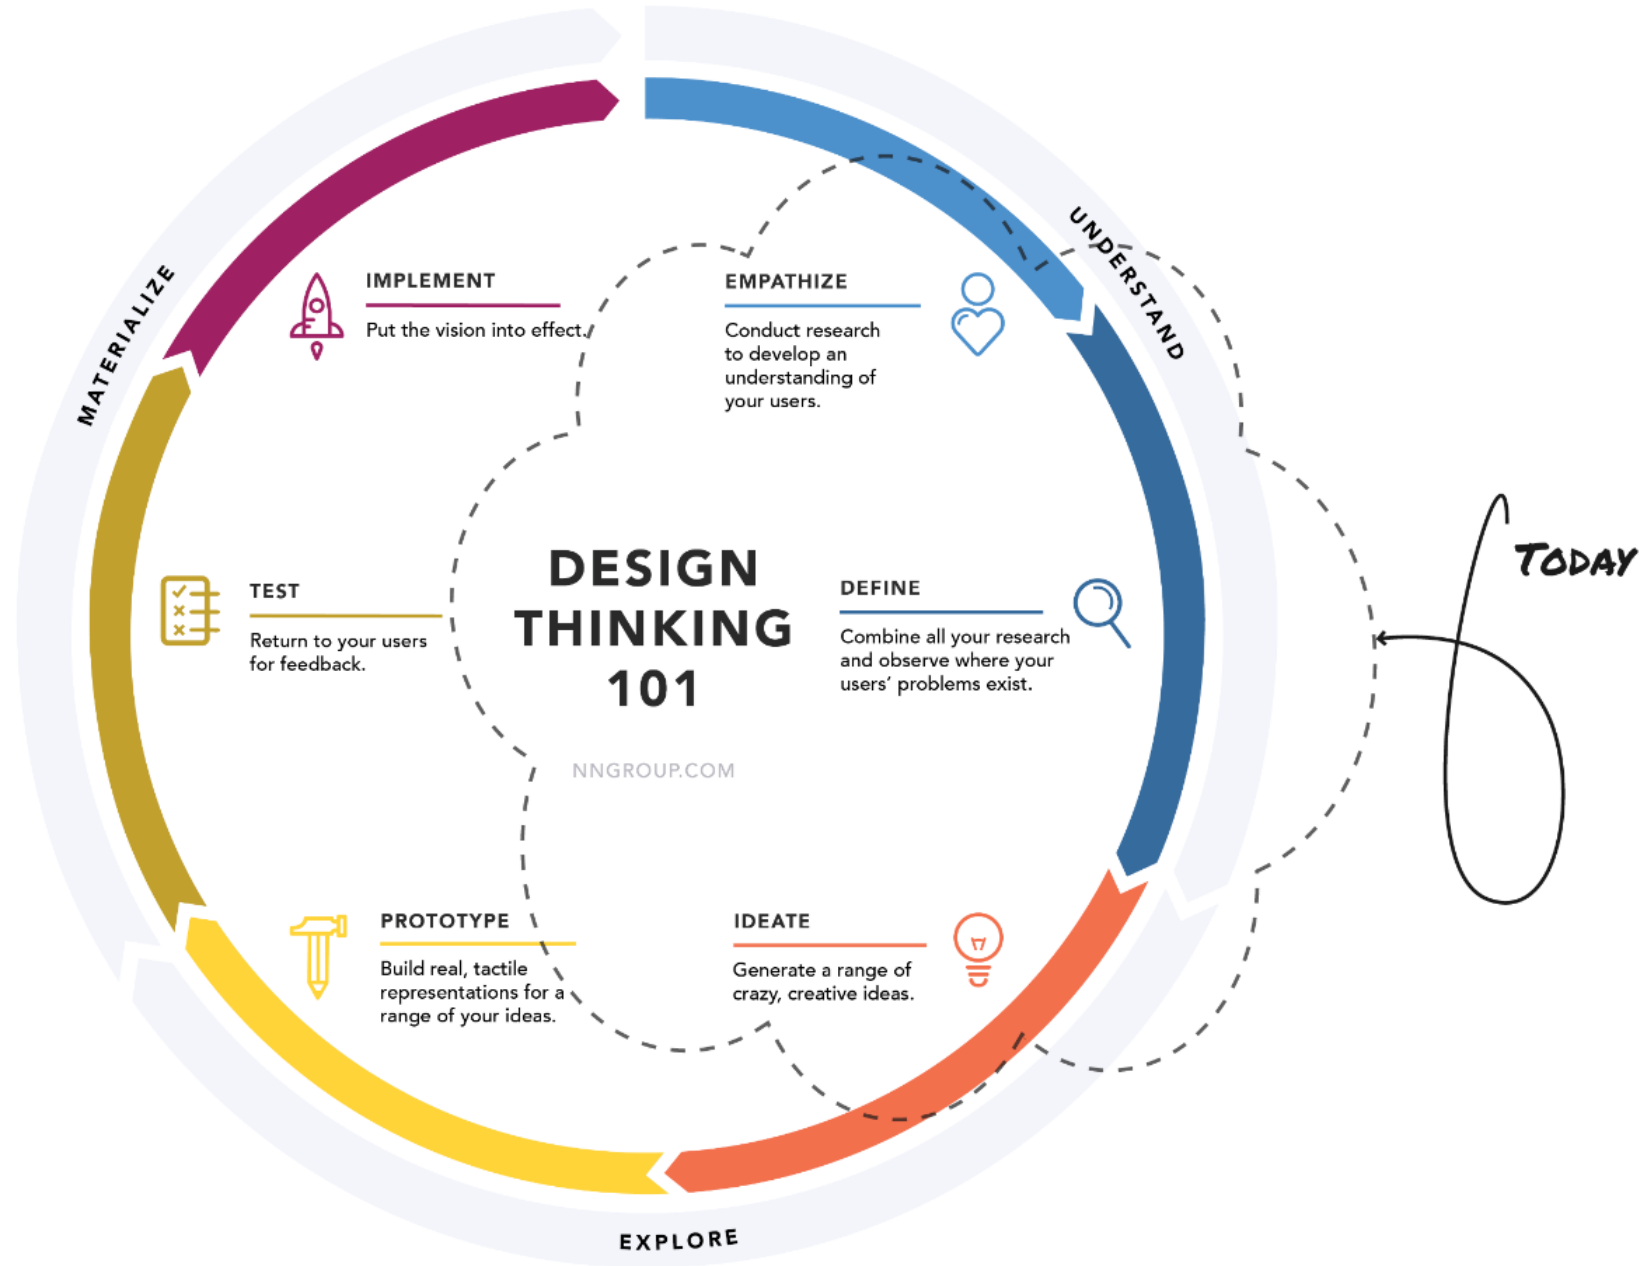 UNDERSTAND
EMPATHIZE
Conduct research
to develop an
understanding of
your users.
DEFINE
Combine all your research
and observe where your
users' problems exist.
EXPLORE
IDEATE
Generate a range of
crazy, creative ideas.
PROTOTYPE
Build real, tactile
representations for a
range of your ideas.
MATERIALIZE
TEST
Return to your users
for feedback.
IMPLEMENT
Put the vision into effect.
DESIGN
THINKING
101
NNGROUP.COM
TODAY